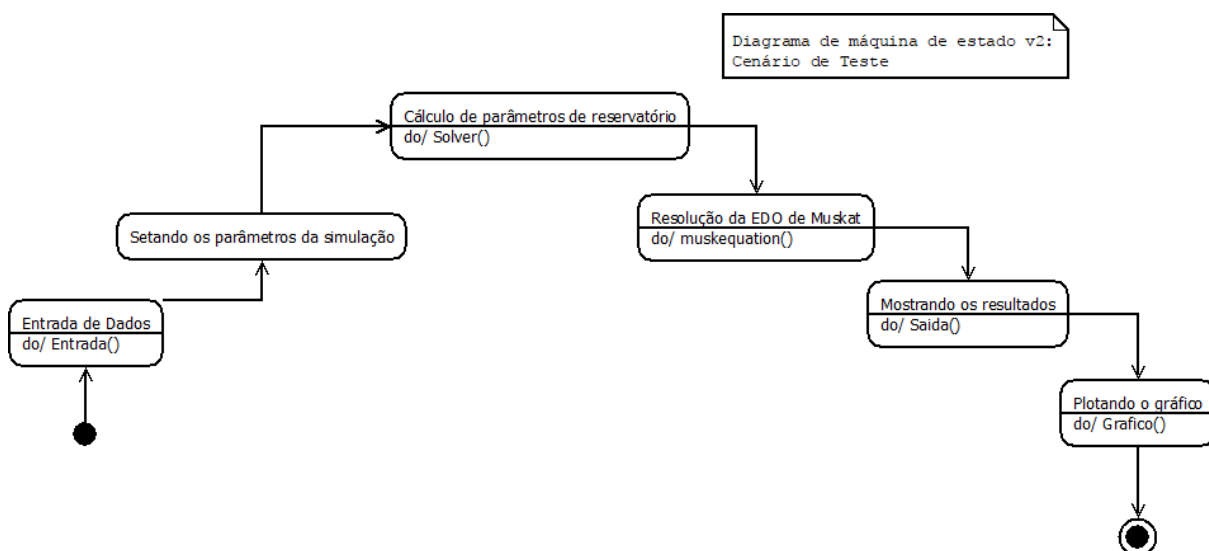 Diagrama de máquina de estado v2:
Cenário de Teste
Cálculo de parâmetros de reservatório
do/ Solver()
Resolução da EDO de Muskat
do/ muskequation()
Setando os parâmetros da simulação
Mostrando os resultados
do/ Saida()
Entrada de Dados
do/ Entrada()
Plotando o gráfico
do/ Grafico()